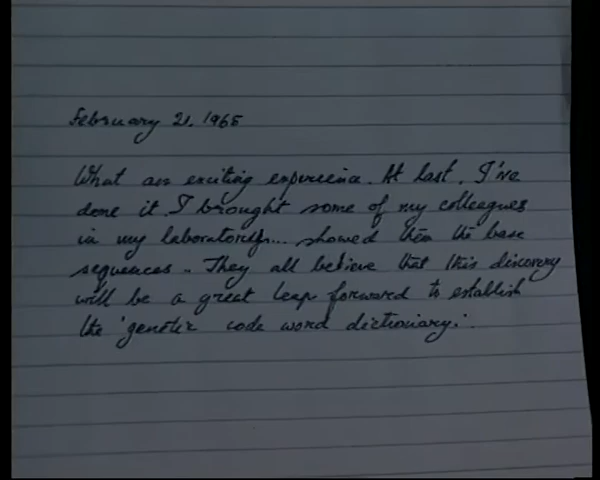 February 21, 1965
What an exciting experience. At last, I've
done it. I brought some of my colleagues
in my laboratory... showed them the base
sequences.. They all believe that this discovery
will be a great leap forward to establish
the 'genetic code word dictionary.'